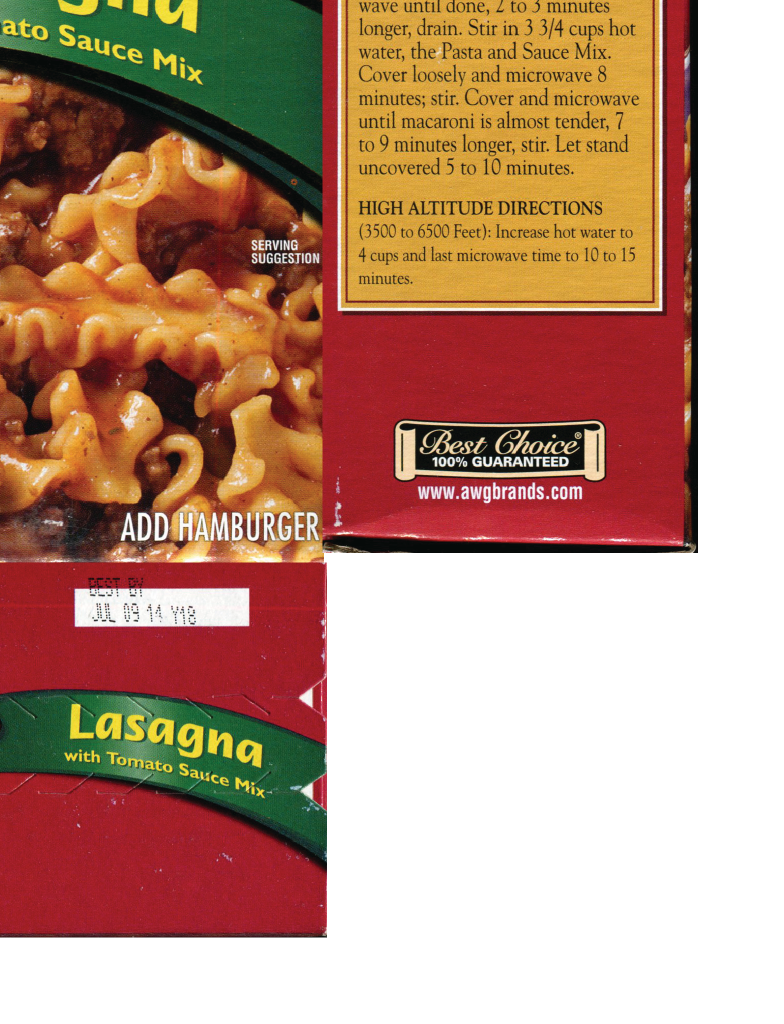 Tomato Sauce Mix
SERVING
SUGGESTION
ADD HAMBURGER
wave until done, 2 to 3 minutes
longer, drain. Stir in 3 3/4 cups hot
water, the Pasta and Sauce Mix.
Cover loosely and microwave 8
minutes; stir. Cover and microwave
until macaroni is almost tender, 7
to 9 minutes longer, stir. Let stand
uncovered 5 to 10 minutes.
HIGH ALTITUDE DIRECTIONS
(3500 to 6500 Feet): Increase hot water to
4 cups and last microwave time to 10 to 15
minutes.
Best Choice®
100% GUARANTEED
www.awgbrands.com
BEST BY
JUL 09 14 Y18
Lasagna
with Tomato Sauce Mix